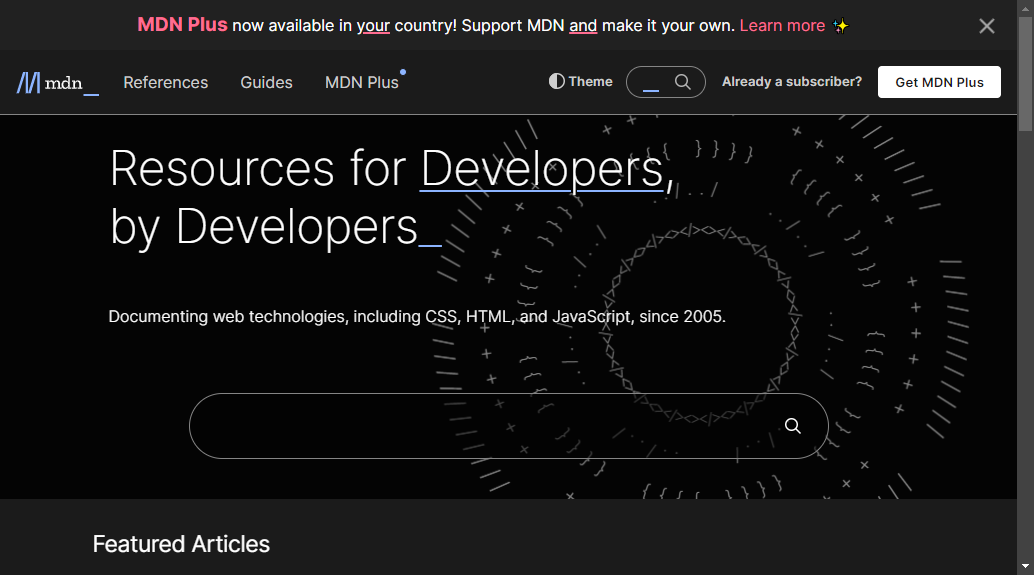 MDN Plus now available in your country! Support MDN and make it your own. Learn more ✨
mdn_ References Guides MDN Plus Theme Already a subscriber? Get MDN Plus
Resources for Developers,
by Developers_
Documenting web technologies, including CSS, HTML, and JavaScript, since 2005.
Featured Articles